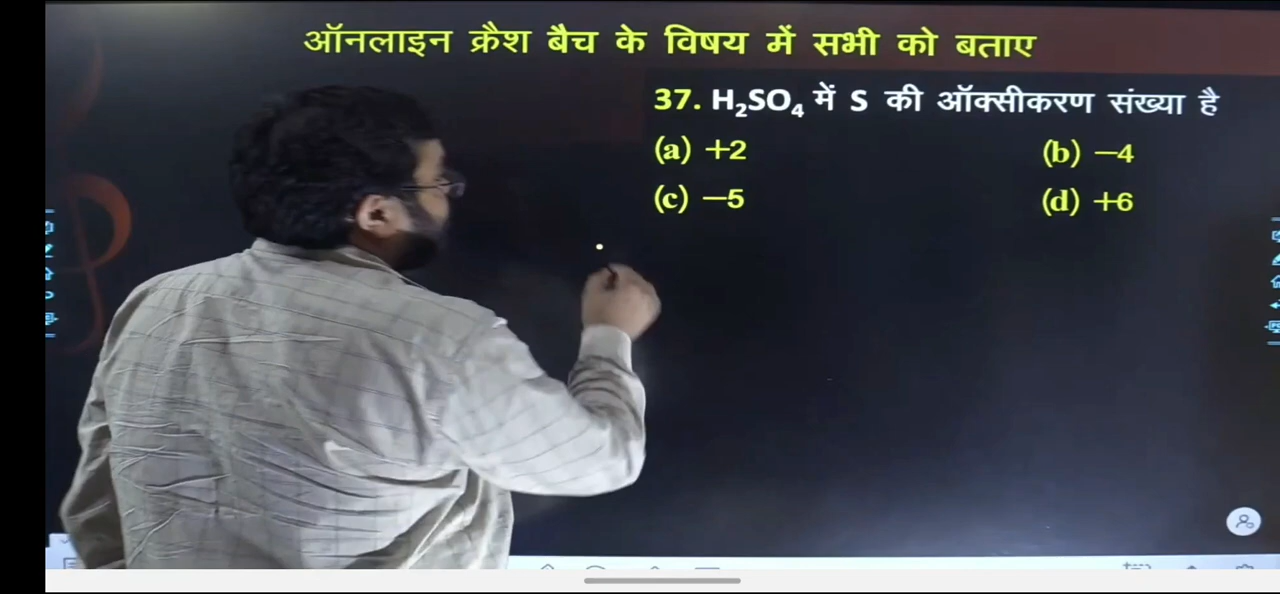 ऑनलाइन क्रैश बैच के विषय में सभी को बताए
37. H₂SO₄ में S की ऑक्सीकरण संख्या है
(a) +2 (b) −4
(c) −5 (d) +6